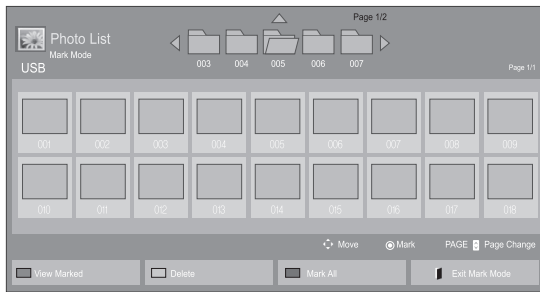 Page 1/2
Photo List
Mark Mode
USB
003 004 005 006 007
Page 1/1
001 002 003 004 005 006 007 008 009
010 011 012 013 014 015 016 017 018
Move Mark PAGE Page Change
View Marked Delete Mark All Exit Mark Mode